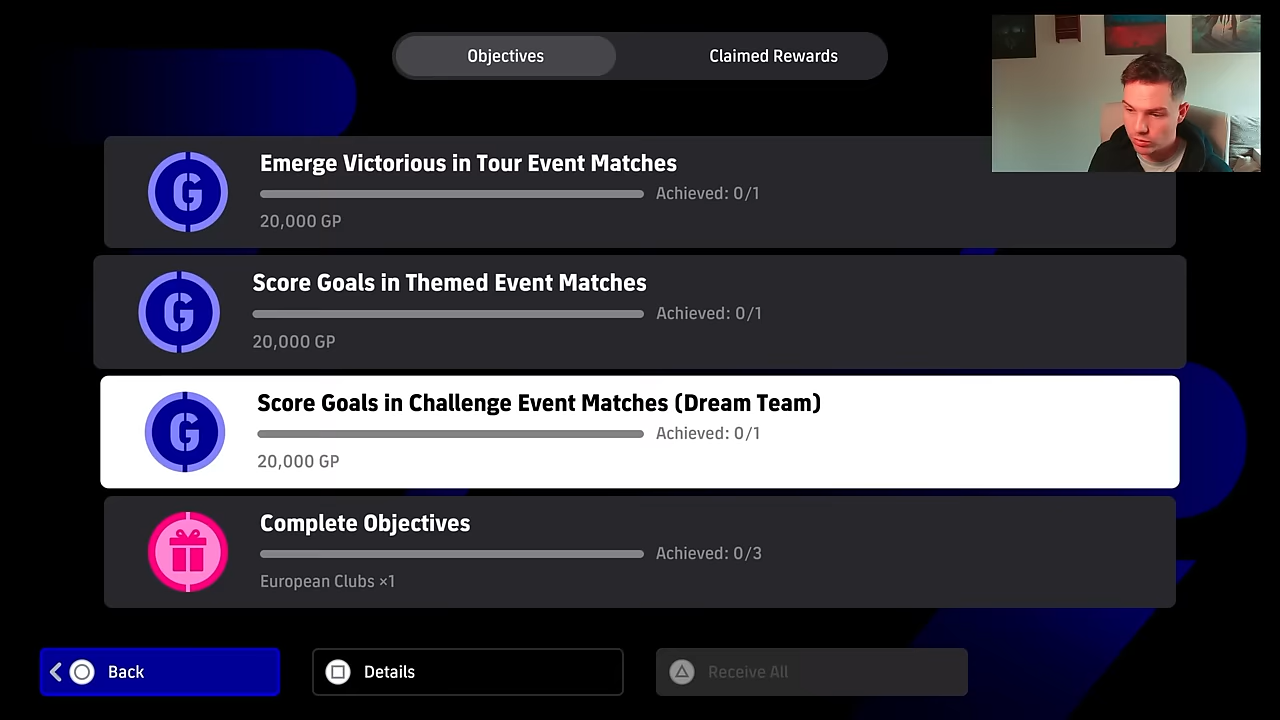 Objectives
Claimed Rewards
Emerge Victorious in Tour Event Matches
Achieved: 0/1
20,000 GP
Score Goals in Themed Event Matches
Achieved: 0/1
20,000 GP
Score Goals in Challenge Event Matches (Dream Team)
Achieved: 0/1
20,000 GP
Complete Objectives
Achieved: 0/3
European Clubs ×1
Back
Details
Receive All